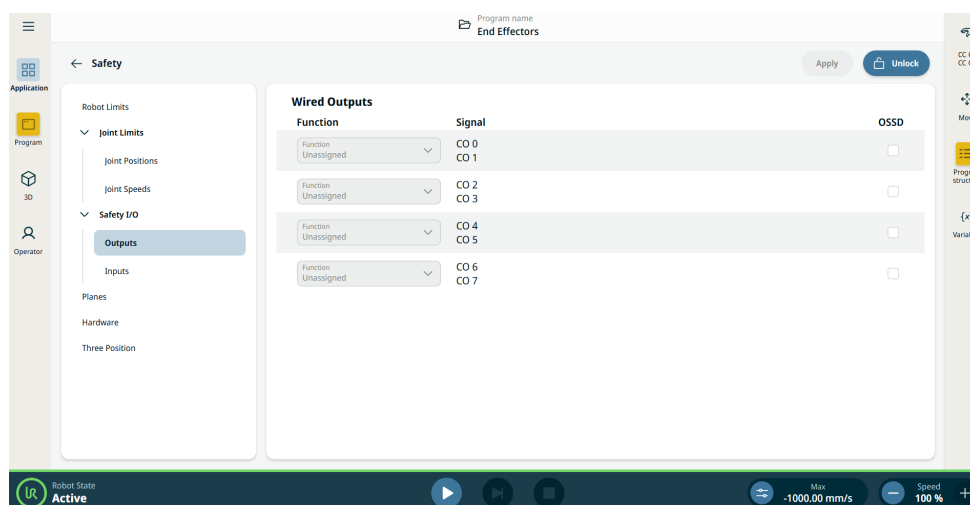 Program name
End Effectors
Safety
Apply
Unlock
Application
Program
3D
Operator
Robot Limits
Joint Limits
Joint Positions
Joint Speeds
Safety I/O
Outputs
Inputs
Planes
Hardware
Three Position
Wired Outputs
Function Signal OSSD
Function
Unassigned
CO 0
CO 1
Function
Unassigned
CO 2
CO 3
Function
Unassigned
CO 4
CO 5
Function
Unassigned
CO 6
CO 7
UR
Robot State
Active
Max
-1000.00 mm/s
Speed
100 %